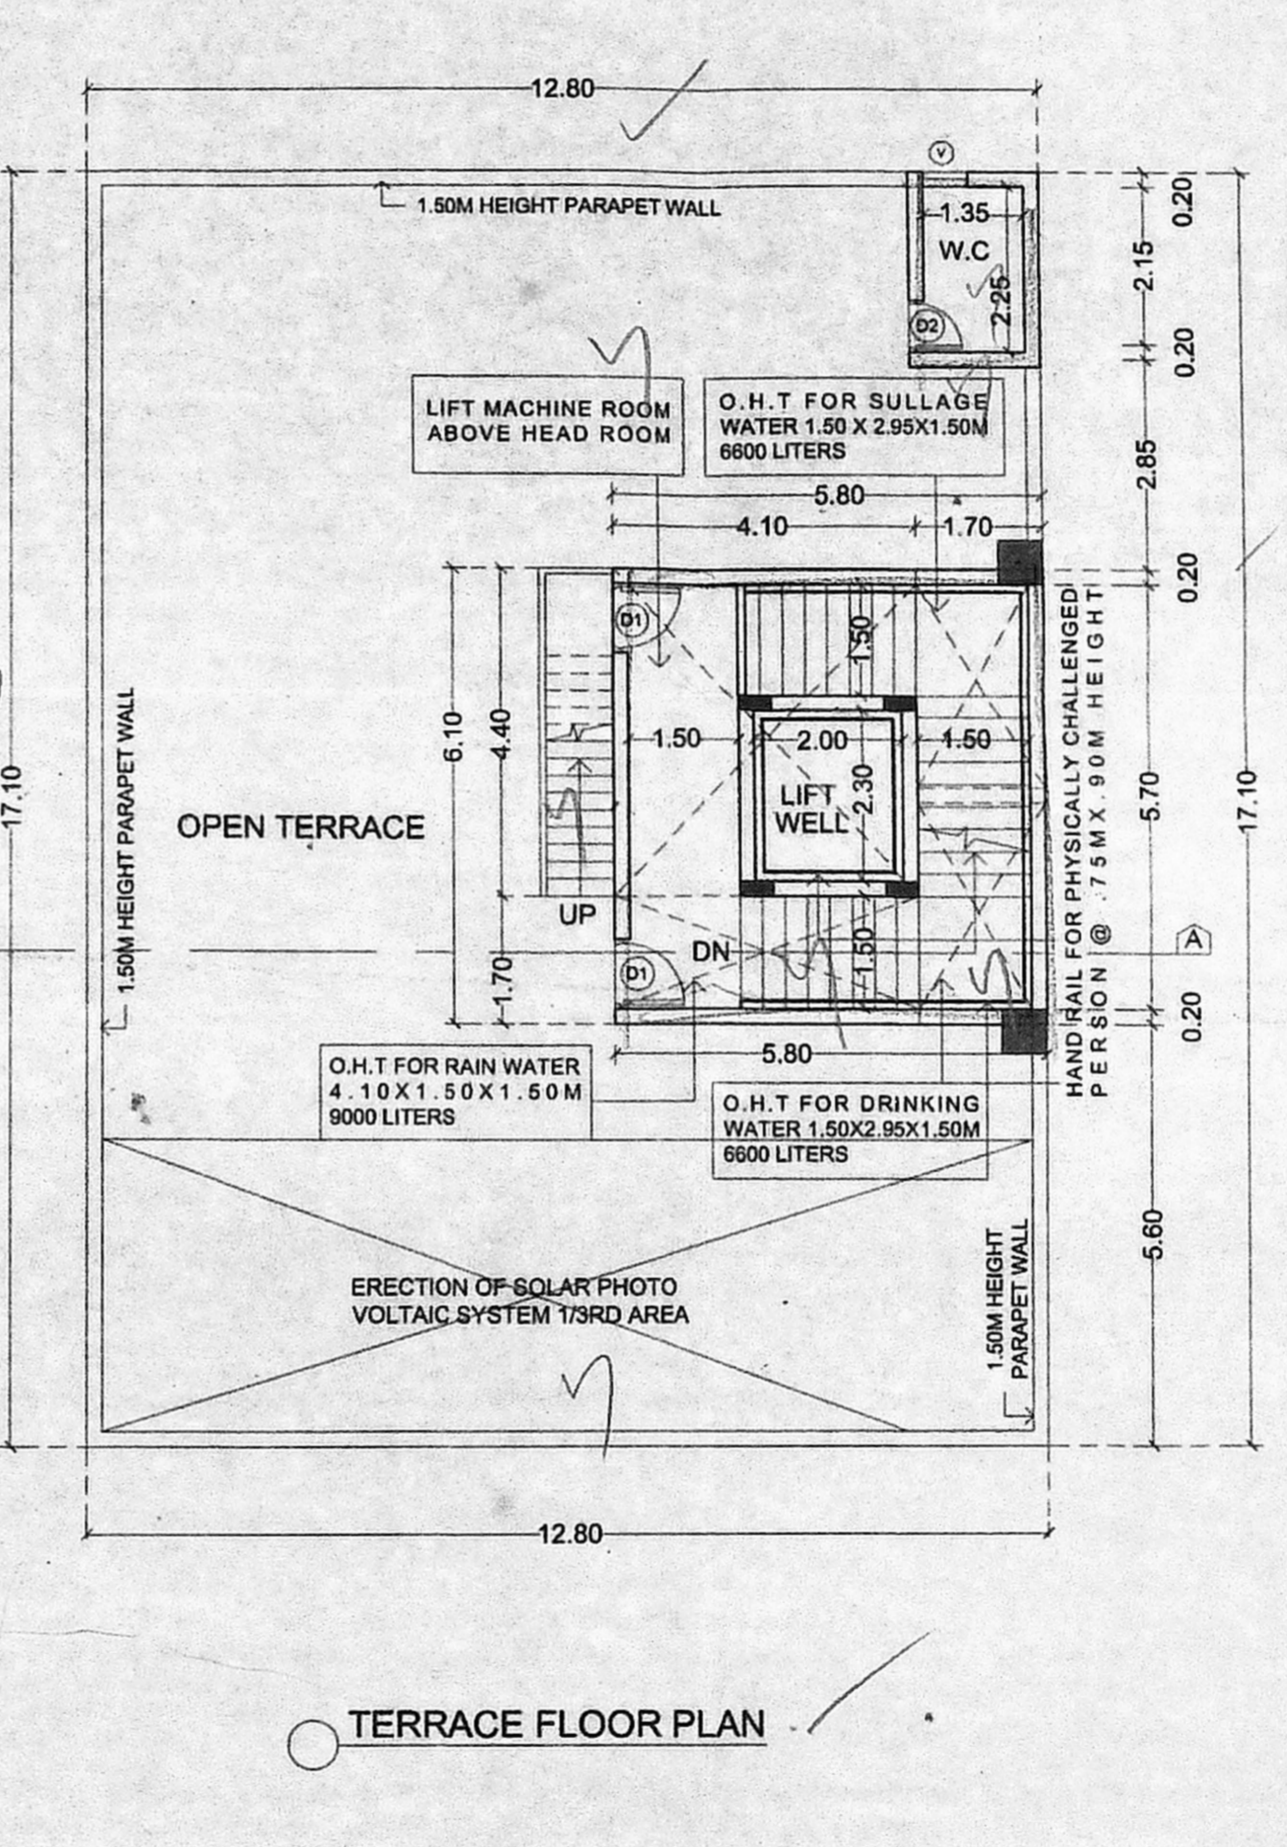 12.80
V
1.50M HEIGHT PARAPET WALL
1.35
W.C
2.25
D2
0.20
2.15
0.20
2.85
0.20
LIFT MACHINE ROOM
ABOVE HEAD ROOM
O.H.T FOR SULLAGE
WATER 1.50 X 2.95X1.50M
6600 LITERS
5.80
4.10
1.70
D1
1.50
6.10
4.40
1.50
2.00
1.50
2.30
LIFT
WELL
HAND RAIL FOR PHYSICALLY CHALLENGED
PERSON @ .75MX.90M HEIGHT
5.70
17.10
17.10
1.50M HEIGHT PARAPET WALL
OPEN TERRACE
UP
DN
1.50
1.70
D1
A
0.20
5.80
O.H.T FOR RAIN WATER
4.10X1.50X1.50M
9000 LITERS
O.H.T FOR DRINKING
WATER 1.50X2.95X1.50M
6600 LITERS
5.60
ERECTION OF SOLAR PHOTO
VOLTAIC SYSTEM 1/3RD AREA
1.50M HEIGHT
PARAPET WALL
12.80
TERRACE FLOOR PLAN